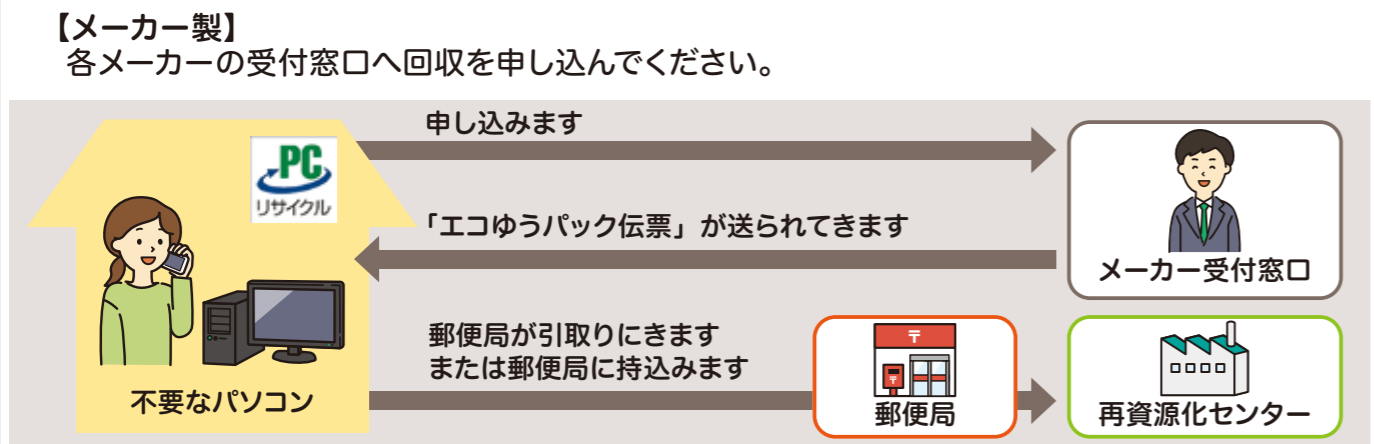 【メーカー製】
各メーカーの受付窓口へ回収を申し込んでください。
申し込みます
PC
リサイクル
「エコゆうパック伝票」が送られてきます
メーカー受付窓口
郵便局が引取りにきます
または郵便局に持込みます
不要なパソコン
〒
〒
郵便局
再資源化センター